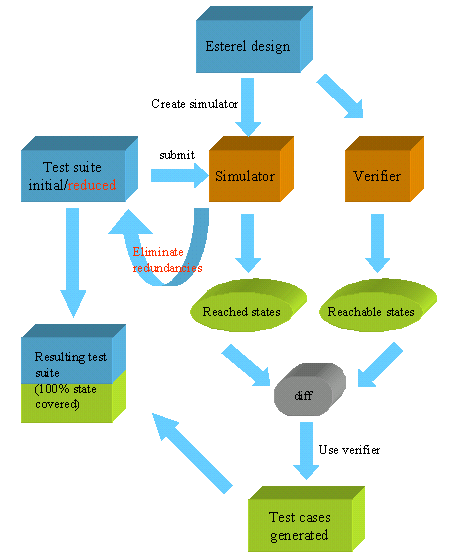 Esterel design
Create simulator
Test suite
initial/reduced
submit
Simulator
Verifier
Eliminate
redundancies
Reached states
Reachable states
Resulting test
suite
(100% state
covered)
diff
Use verifier
Test cases
generated